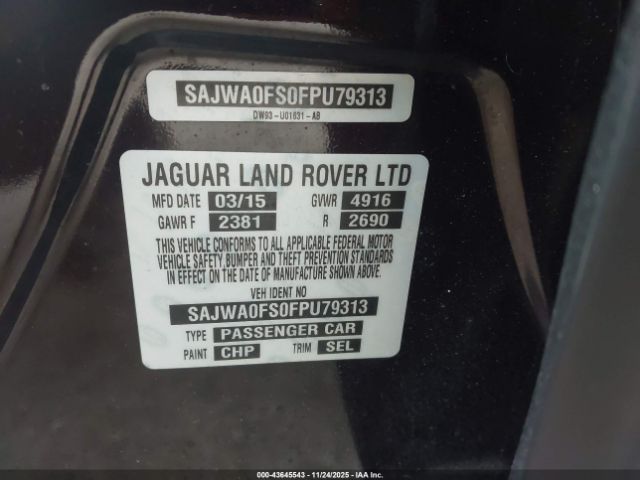 SAJWA0FS0FPU79313
DW93-U01631-AB
JAGUAR LAND ROVER LTD
MFD DATE 03/15 GVWR 4916
GAWR F 2381 R 2690
THIS VEHICLE CONFORMS TO ALL APPLICABLE FEDERAL MOTOR
VEHICLE SAFETY, BUMPER AND THEFT PREVENTION STANDARDS
IN EFFECT ON THE DATE OF MANUFACTURE SHOWN ABOVE.
VEH IDENT NO
SAJWA0FS0FPU79313
TYPE PASSENGER CAR
PAINT CHP TRIM SEL
000-43645543 - 11/24/2025 - IAA Inc.